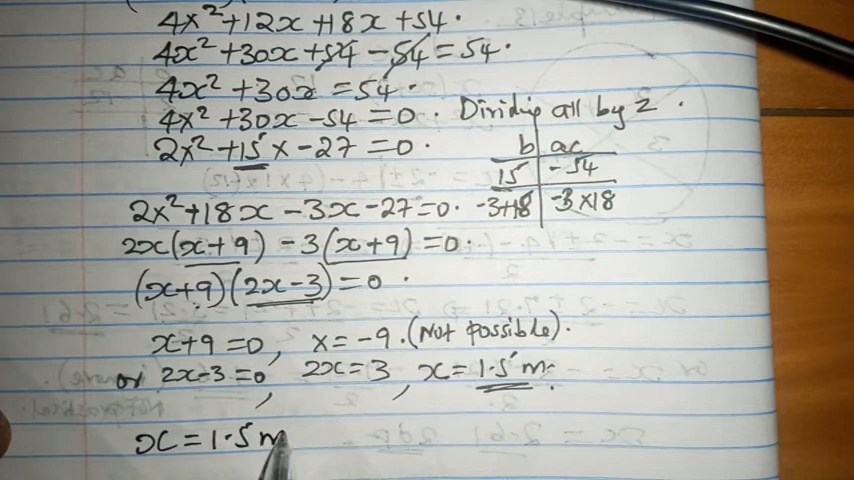 4x²+12x+18x+54.
4x²+30x+54-54=54.
4x²+30x=54.
4x²+30x-54=0. Dividing all by 2.
2x²+15x-27=0.
b ac
15 -54
2x²+18x-3x-27=0. -3+18 -3×18
2x(x+9)-3(x+9)=0.
(x+9)(2x-3)=0.
x+9=0, x=-9.(Not possible).
or 2x-3=0, 2x=3, x=1.5m.
x=1.5m